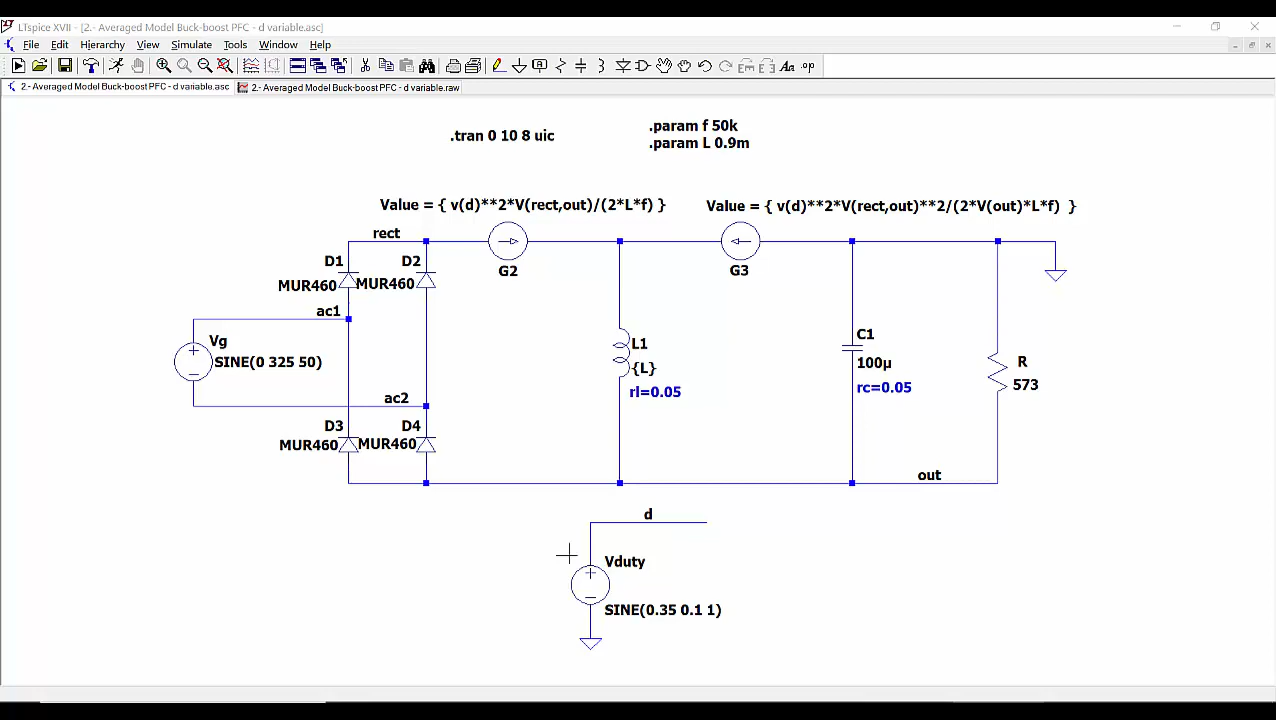 LTspice XVII - [2.- Averaged Model Buck-boost PFC - d variable.asc]
File Edit Hierarchy View Simulate Tools Window Help
2.- Averaged Model Buck-boost PFC - d variable.asc 2.- Averaged Model Buck-boost PFC - d variable.raw
.tran 0 10 8 uic
.param f 50k
.param L 0.9m
Value = { v(d)**2*V(rect,out)/(2*L*f) }
Value = { v(d)**2*V(rect,out)**2/(2*V(out)*L*f) }
rect
D1
MUR460
D2
MUR460
G2
G3
ac1
Vg
SINE(0 325 50)
ac2
L1
{L}
rl=0.05
C1
100µ
rc=0.05
R
573
D3
MUR460
D4
MUR460
out
d
Vduty
SINE(0.35 0.1 1)